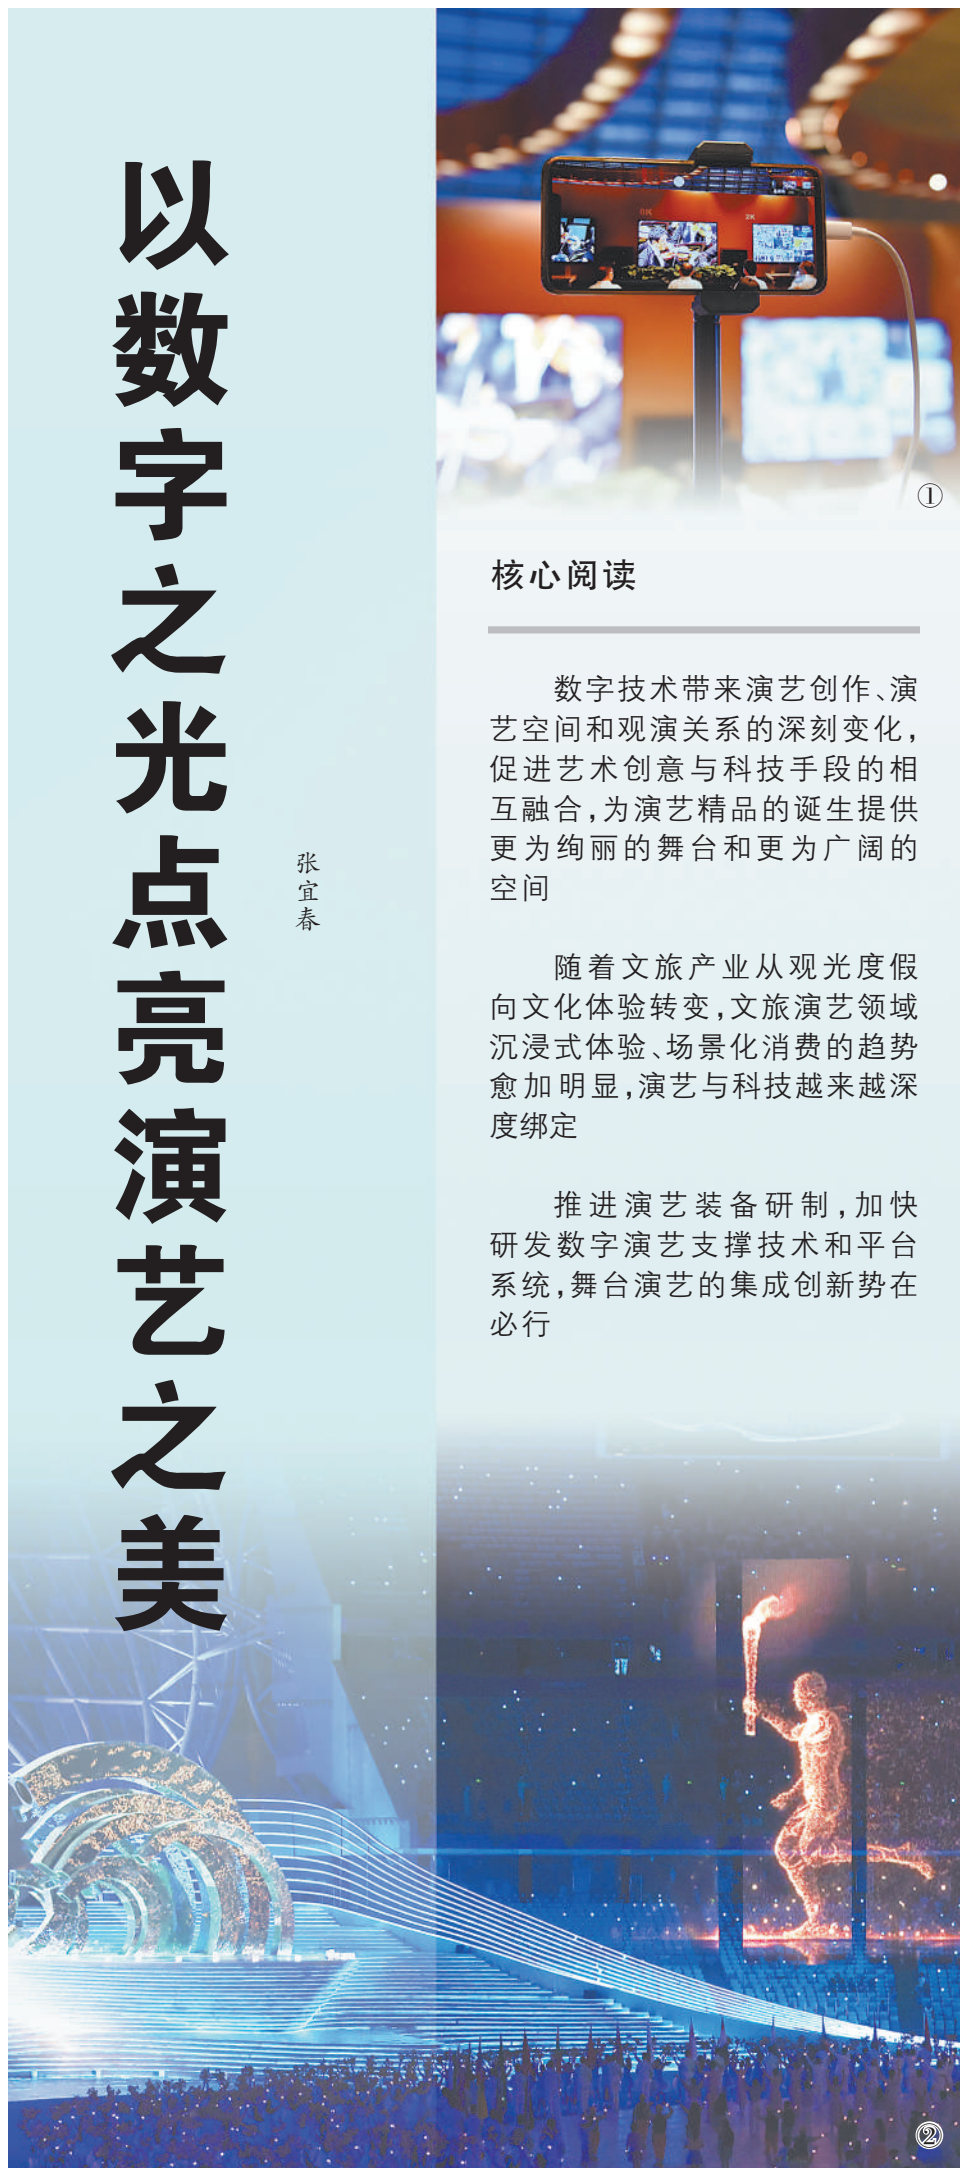 以数字之光点亮演艺之美
张宜春
8K
2K
①
核心阅读
数字技术带来演艺创作、演
艺空间和观演关系的深刻变化,
促进艺术创意与科技手段的相
互融合,为演艺精品的诞生提供
更为绚丽的舞台和更为广阔的
空间
随着文旅产业从观光度假
向文化体验转变,文旅演艺领域
沉浸式体验、场景化消费的趋势
愈加明显,演艺与科技越来越深
度绑定
推进演艺装备研制,加快
研发数字演艺支撑技术和平台
系统,舞台演艺的集成创新势在
必行
②